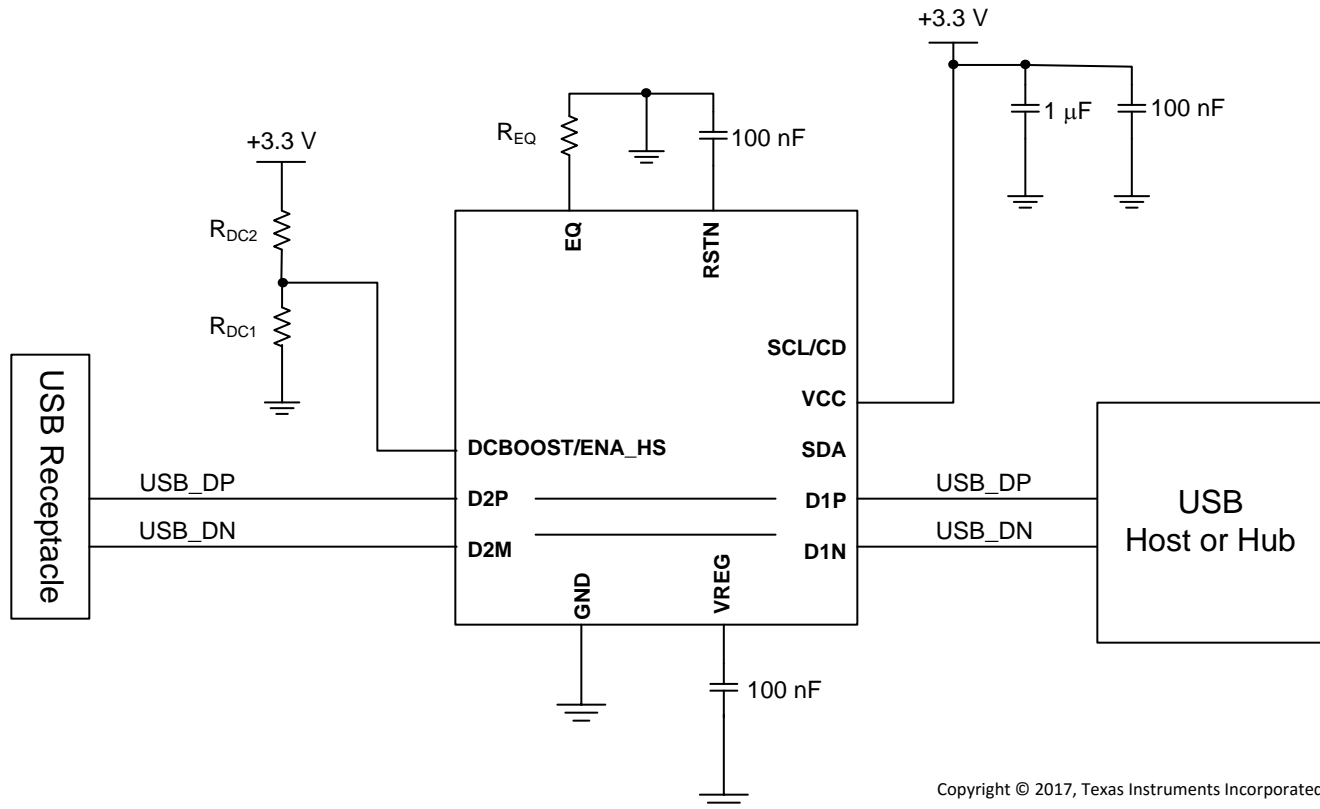 +3.3 V
1 μF
100 nF
R_EQ
100 nF
+3.3 V
R_DC2
R_DC1
EQ
RSTN
SCL/CD
VCC
SDA
DCBOOST/ENA_HS
D2P
D2M
D1P
D1N
GND
VREG
USB Receptacle
USB_DP
USB_DN
USB_DP
USB_DN
USB
Host or Hub
100 nF
Copyright © 2017, Texas Instruments Incorporated